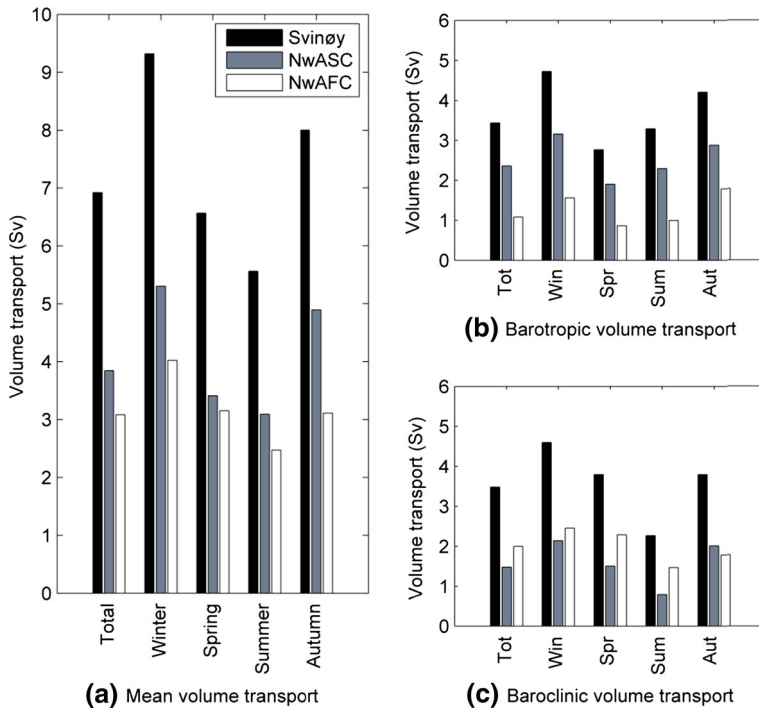 10
9
8
7
6
5
4
3
2
1
0
Volume transport (Sv)
Svinøy
NwASC
NwAFC
Total
Winter
Spring
Summer
Autumn
(a) Mean volume transport
6
5
4
3
2
1
0
Volume transport (Sv)
Tot
Win
Spr
Sum
Aut
(b) Barotropic volume transport
6
5
4
3
2
1
0
Volume transport (Sv)
Tot
Win
Spr
Sum
Aut
(c) Baroclinic volume transport